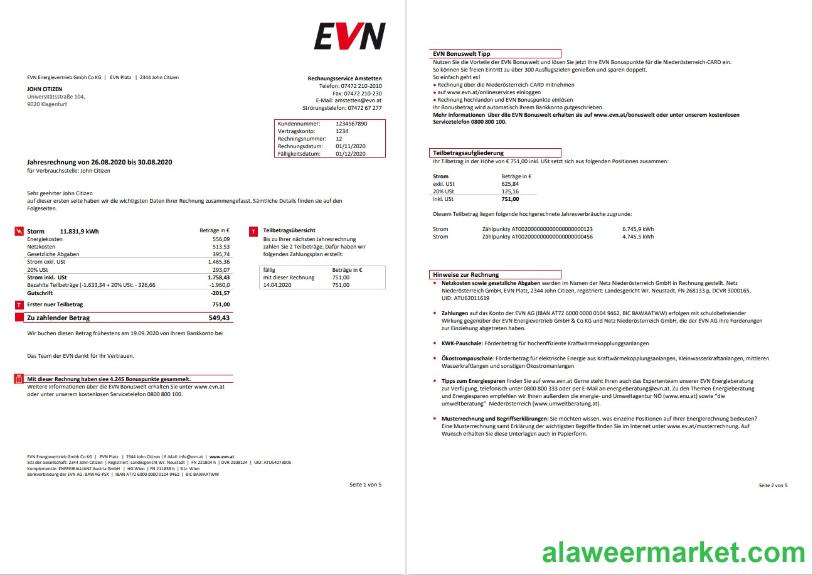 EVN
EVN Energievertrieb Gmbh Co KG | EVN Platz | 2344 John Citizen
JOHN CITIZEN
Universitätsstraße 104,
9020 Klagenfurt
Rechnungsservice Amstetten
Telefon: 07472 210-2010
Fax: 07472 210-230
E-Mail: amstetten@evn.at
Störungstelefon: 07472 67 277
Kundennummer: 1234567890
Vertragskonto: 1234
Rechningsnummer: 12
Rechnungsdatum: 01/11/2020
Fälligkeitsdatum: 01/12/2020
Jahresrechnung von 26.08.2020 bis 30.08.2020
für Verbrauchsstelle: John Citizen
Sehr geehrter John Citizen
auf dieser ersten seite haben wir die wichtigsten Daten Ihrer Rechnung zusammengefasst. Sämtliche Details finden sie auf den
Folgeseiten.
Storm 11.831,9 kWh Beträge in €
Energiekosten 556,09
Netzkosten 513.53
Gesetzliche Abgaben 395,74
Strom exkl. USt 1.465,36
20% USt 293,07
Strom inkl. USt 1.758,43
Bezahlte Teilbeträge (-1.633,34 + 20% USt: - 326,66 -1.960,0
Gutschrift -201,57
T Erster nuer Teilbetrag 751,00
Zu zahlender Betrag 549,43
T Teilbetragsübersicht
Bis zu Ihrer nächsten Jahresrechnung
zahlen Sie 2 Teilbeträge. Dafür haben wir
folgenden Zahlungsplan erstellt:
fällig Beträge in €
mit dieser Rechnung 751,00
14.04.2020 751,00
Wir buchen diesen Betrag frühestens am 19.09.2020 von Ihrem Bankkonto bei
Das Team der EVN dankt für Ihr Vertrauen.
Mit dieser Rechnung haben siee 4.245 Bonuspunkte gesammelt.
Weitere Informationen über die EVN Bonuswelt erhalten Sie unter www.evn.at
oder unter unserem kostenlosen Servicetelefon 0800 800 100.
EVN Energievertrieb GmbH Co KG | EVN Platz | 2344 John Citizen | E-Mail: info@evn.at | www.evn.at
Seite 1 von 5
EVN Bonuswelt Tipp
Nutzen Sie die Vorteile der EVN Bonuswelt und lösen Sie jetzt Ihre EVN Bonuspunkte für die Niederösterreich-CARD ein.
So können Sie freien Eintritt zu über 300 Ausflugszielen genießen und sparen doppelt.
So einfach geht es!
• Rechnung über die Niederösterreich-CARD mitnehmen
• auf www.evn.at/onlineservices einloggen
• Rechnung hochlanden und EVN Bonuspunkte einlösen
Ihr Bonusbetrag wird automatisch Ihrem Bankkonto gutgeschrieben.
Mehr Informationen über die EVN Bonuswelt erhalten sie auf www.evn.at/bonuswelt oder unter unserem kostenlosen
Servicetelefon 0800 800 100.
Teilbetragsaufgliederung
Ihr Tilbetrag in der Höhe von € 751,00 inkl. USt setzt sich aus folgenden Positionen zusammen:
Strom Beträge in €
exkl. USt 625,84
20% USt 125,16
inkl. USt 751,00
Diesem Teilbetrag liegen folgende hochgerechnete Jahresverbräuche zugrunde:
Strom 6.745,9 kWh
Strom 4.745,5 kWh
Hinweise zur Rechnung
• Netzkosten sowie gesetzliche Abgaben werden im Namen der Netz Niederösterreich GmbH in Rechnung gestellt. Netz
Niederösterreich GmbH, EVN Platz, 2344 John Citizen, registriert: Landesgericht Wr. Neustadt, FN 268133 p, DCVR 3000165,
UID: ATU62011619
• Zahlungen auf das Konto der EVN AG (IBAN AT72 6000 0000 0104 9462, BIC BAWAATWW) erfolgen mit schuldbefreiender
Wirkung gegenüber der EVN Energievertrieb GmbH & Co KG und Netz Niederösterreich GmbH, die der EVN AG ihre Forderungen
zur Einziehung abgetreten haben.
• KWK-Pauschale: Förderbetrag für hocheffizienteKraftwärmekopplungsanlangen.
• Ökostrompauschale: Förderbetrag für elektrische Energie aus Kraftwärmekopplungsanlangen, Kleinwasserkraftanlangen, mittleren
Wasserkraftanlangen und sonstigen Ökostromanlangen
• Tipps zum Energiesparen finden Sie auf www.evn.at Gerne steht Ihren auch das Expertenteam unserer EVN Energieberatung
zur Verfügung, telefonisch unter 0800 800 333 oder per E-Mail an energieberatung@evn.at. Zu den Themen Energieberatung
und Energiesparen empfehlen wir Ihnen außerdem die energie- und Umweltagentur NÖ (www.enu.at) sowie "die
umweltberatung" Niederösterreich (www.umweltberatung.at).
• Musterrechnung und Begriffserklärungen: Sie möchten wissen, was einzelne Positionen auf Ihrer Energierechnung bedeuten?
Eine Musterrechnung samt Erklärung der wichtigsten Begriffe finden Sie im Internet unter www.ev.at/musterrechnung. Auf
Wunsch erhalten Sie diese Unterlagen auch in Papierform.
Seite 2 von 5
alaweermarket.com